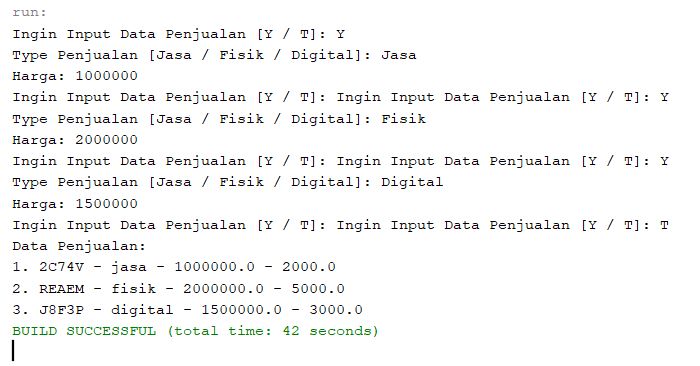 run:
Ingin Input Data Penjualan [Y / T]: Y
Type Penjualan [Jasa / Fisik / Digital]: Jasa
Harga: 1000000
Ingin Input Data Penjualan [Y / T]: Ingin Input Data Penjualan [Y / T]: Y
Type Penjualan [Jasa / Fisik / Digital]: Fisik
Harga: 2000000
Ingin Input Data Penjualan [Y / T]: Ingin Input Data Penjualan [Y / T]: Y
Type Penjualan [Jasa / Fisik / Digital]: Digital
Harga: 1500000
Ingin Input Data Penjualan [Y / T]: Ingin Input Data Penjualan [Y / T]: T
Data Penjualan:
1. 2C74V - jasa - 1000000.0 - 2000.0
2. REAEM - fisik - 2000000.0 - 5000.0
3. J8F3P - digital - 1500000.0 - 3000.0
BUILD SUCCESSFUL (total time: 42 seconds)